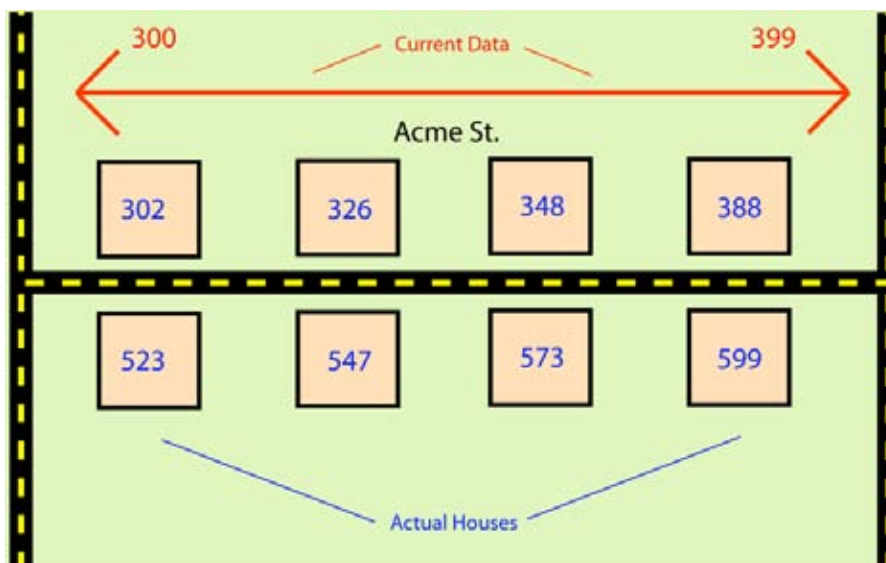 300 Current Data 399
Acme St.
302 326 348 388
523 547 573 599
Actual Houses